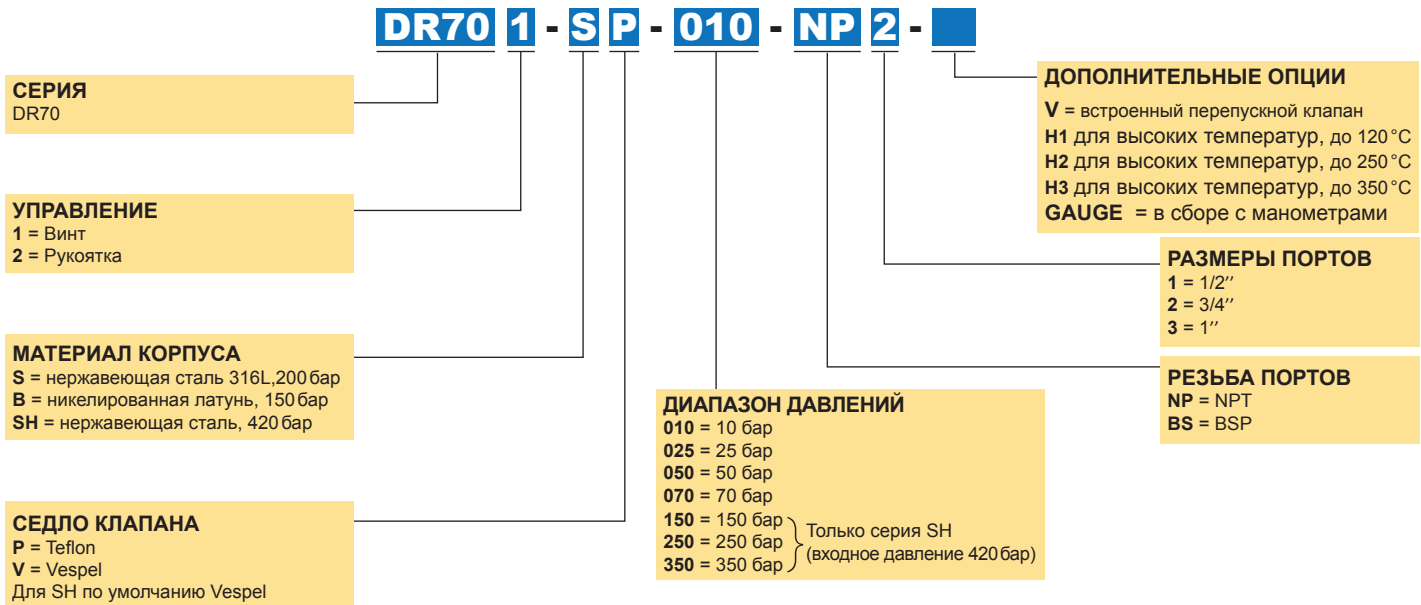 DR70 1 - S P - 010 - NP 2 -
СЕРИЯ
DR70
УПРАВЛЕНИЕ
1 = Винт
2 = Рукоятка
МАТЕРИАЛ КОРПУСА
S = нержавеющая сталь 316L,200 бар
B = никелированная латунь, 150 бар
SH = нержавеющая сталь, 420 бар
СЕДЛО КЛАПАНА
P = Teflon
V = Vespel
Для SH по умолчанию Vespel
ДИАПАЗОН ДАВЛЕНИЙ
010 = 10 бар
025 = 25 бар
050 = 50 бар
070 = 70 бар
150 = 150 бар
250 = 250 бар
350 = 350 бар
Только серия SH
(входное давление 420 бар)
ДОПОЛНИТЕЛЬНЫЕ ОПЦИИ
V = встроенный перепускной клапан
H1 для высоких температур, до 120 °C
H2 для высоких температур, до 250 °C
H3 для высоких температур, до 350 °C
GAUGE = в сборе с манометрами
РАЗМЕРЫ ПОРТОВ
1 = 1/2′′
2 = 3/4′′
3 = 1′′
РЕЗЬБА ПОРТОВ
NP = NPT
BS = BSP